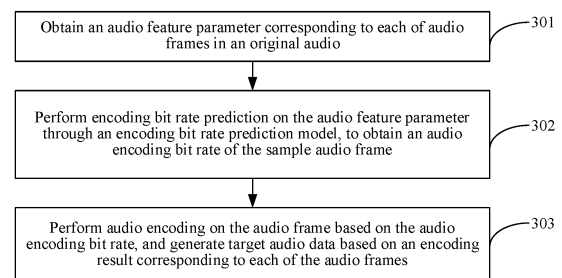 Obtain an audio feature parameter corresponding to each of audio
frames in an original audio
301
Perform encoding bit rate prediction on the audio feature parameter
through an encoding bit rate prediction model, to obtain an audio
encoding bit rate of the sample audio frame
302
Perform audio encoding on the audio frame based on the audio
encoding bit rate, and generate target audio data based on an encoding
result corresponding to each of the audio frames
303